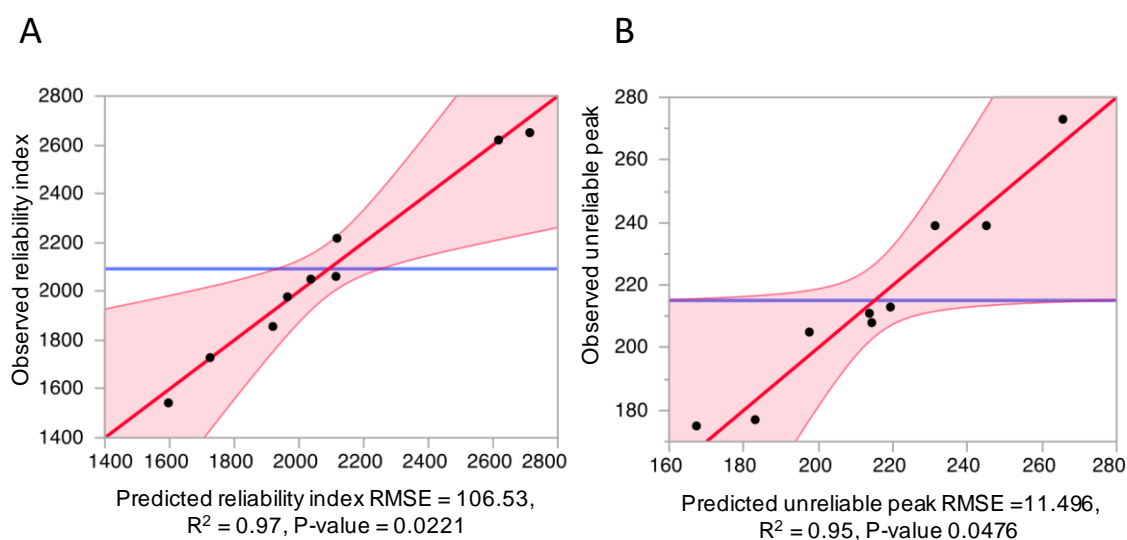 A
B
Observed reliability index
2800
2600
2400
2200
2000
1800
1600
1400
1400 1600 1800 2000 2200 2400 2600 2800
Predicted reliability index RMSE = 106.53,
R² = 0.97, P-value = 0.0221
Observed unreliable peak
280
260
240
220
200
180
160 180 200 220 240 260 280
Predicted unreliable peak RMSE =11.496,
R² = 0.95, P-value 0.0476